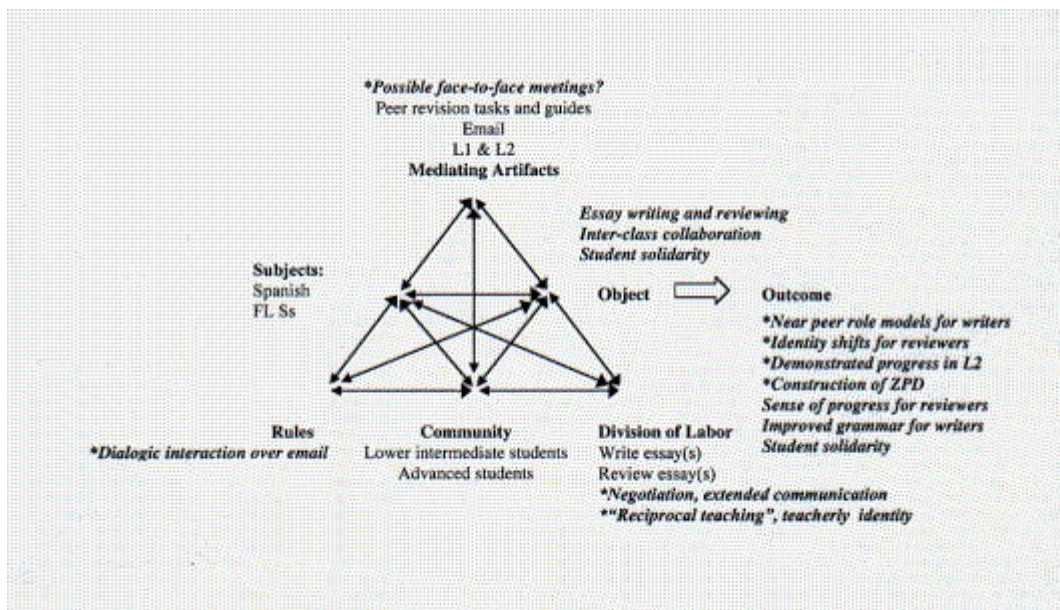 *Possible face-to-face meetings?
Peer revision tasks and guides
Email
L1 & L2
Mediating Artifacts
Essay writing and reviewing
Inter-class collaboration
Student solidarity
Subjects:
Spanish
FL Ss
Object
Outcome
*Near peer role models for writers
*Identity shifts for reviewers
*Demonstrated progress in L2
*Construction of ZPD
Sense of progress for reviewers
Improved grammar for writers
Student solidarity
Rules
*Dialogic interaction over email
Community
Lower intermediate students
Advanced students
Division of Labor
Write essay(s)
Review essay(s)
*Negotiation, extended communication
*"Reciprocal teaching", teacherly identity